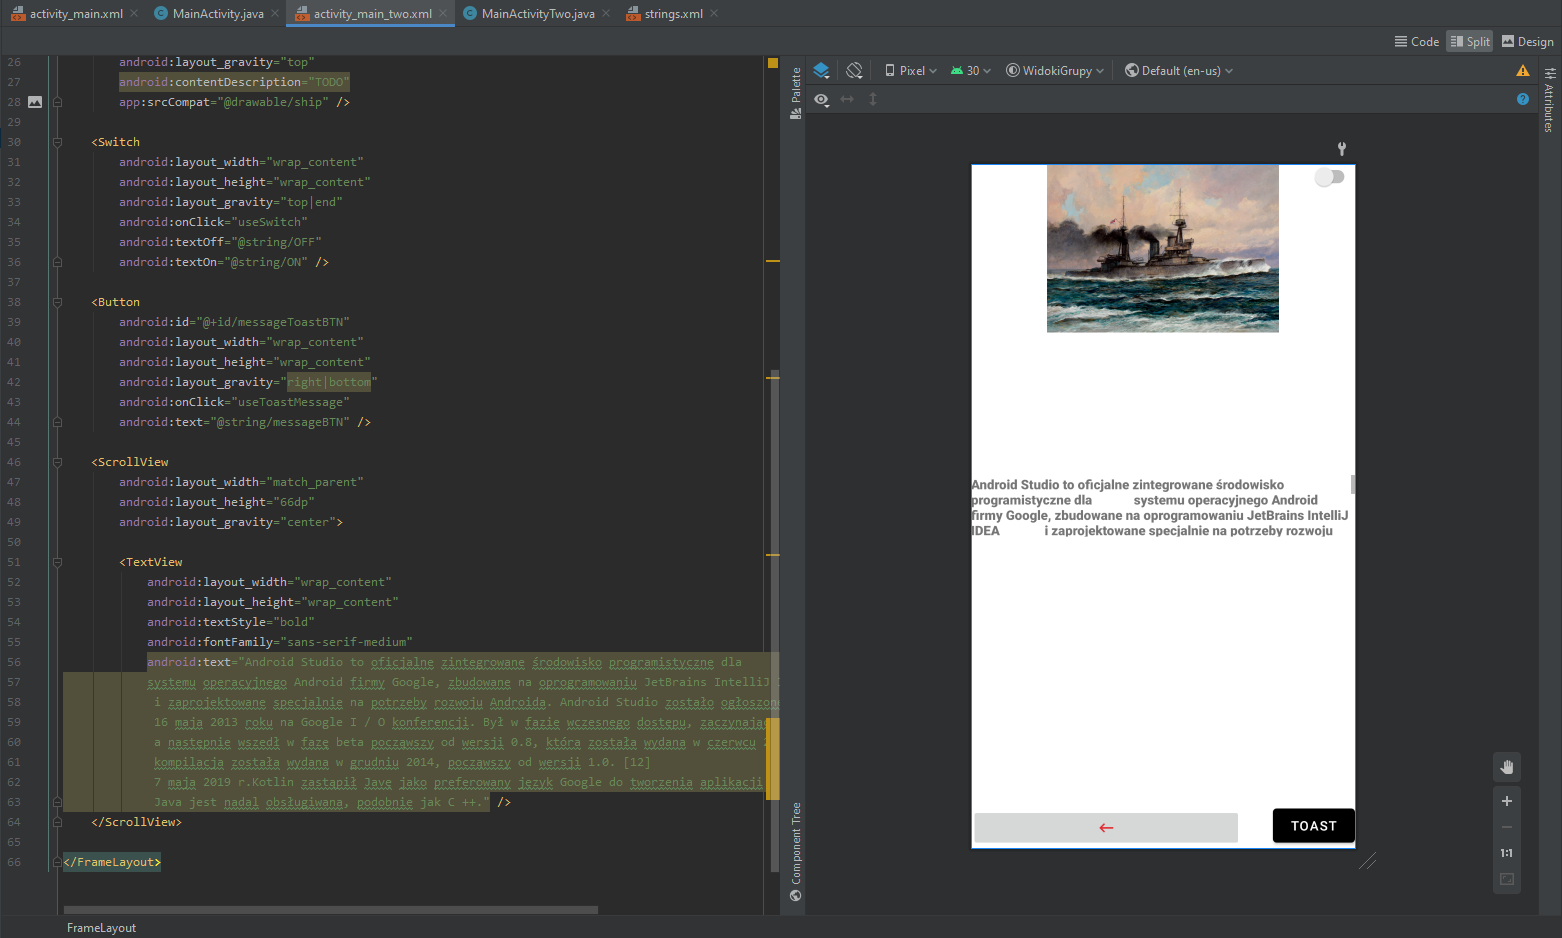 activity_main.xml MainActivity.java activity_main_two.xml MainActivityTwo.java strings.xml
Code Split Design
26 android:layout_gravity="top"
27 android:contentDescription="TODO"
28 app:srcCompat="@drawable/ship" />
29
30 <Switch
31 android:layout_width="wrap_content"
32 android:layout_height="wrap_content"
33 android:layout_gravity="top|end"
34 android:onClick="useSwitch"
35 android:textOff="@string/OFF"
36 android:textOn="@string/ON" />
37
38 <Button
39 android:id="@+id/messageToastBTN"
40 android:layout_width="wrap_content"
41 android:layout_height="wrap_content"
42 android:layout_gravity="right|bottom"
43 android:onClick="useToastMessage"
44 android:text="@string/messageBTN" />
45
46 <ScrollView
47 android:layout_width="match_parent"
48 android:layout_height="66dp"
49 android:layout_gravity="center">
50
51 <TextView
52 android:layout_width="wrap_content"
53 android:layout_height="wrap_content"
54 android:textStyle="bold"
55 android:fontFamily="sans-serif-medium"
56 android:text="Android Studio to oficjalne zintegrowane środowisko programistyczne dla
57 systemu operacyjnego Android firmy Google, zbudowane na oprogramowaniu JetBrains IntelliJ
58 i zaprojektowane specjalnie na potrzeby rozwoju Androida. Android Studio zostało ogłoszone
59 16 maja 2013 roku na Google I / O konferencji. Był w fazie wczesnego dostępu, zaczynając
60 a następnie wszedł w fazę beta począwszy od wersji 0.8, która została wydana w czerwcu
61 kompilacja została wydana w grudniu 2014, począwszy od wersji 1.0. [12]
62 7 maja 2019 r.Kotlin zastąpił Javę jako preferowany język Google do tworzenia aplikacji
63 Java jest nadal obsługiwana, podobnie jak C ++." />
64 </ScrollView>
65
66 </FrameLayout>
FrameLayout
Palette
Component Tree
Pixel 30 WidokiGrupy Default (en-us)
Attributes
Android Studio to oficjalne zintegrowane środowisko
programistyczne dla systemu operacyjnego Android
firmy Google, zbudowane na oprogramowaniu JetBrains IntelliJ
IDEA i zaprojektowane specjalnie na potrzeby rozwoju
TOAST
1:1